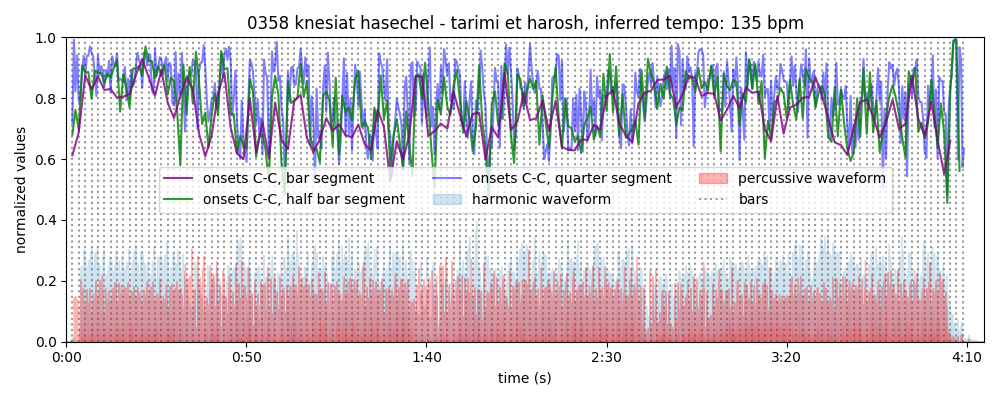 0358 knesiat hasechel - tarimi et harosh, inferred tempo: 135 bpm
1.0
0.8
0.6
0.4
0.2
0.0
normalized values
onsets C-C, bar segment
onsets C-C, half bar segment
onsets C-C, quarter segment
harmonic waveform
percussive waveform
bars
0:00 0:50 1:40 2:30 3:20 4:10
time (s)